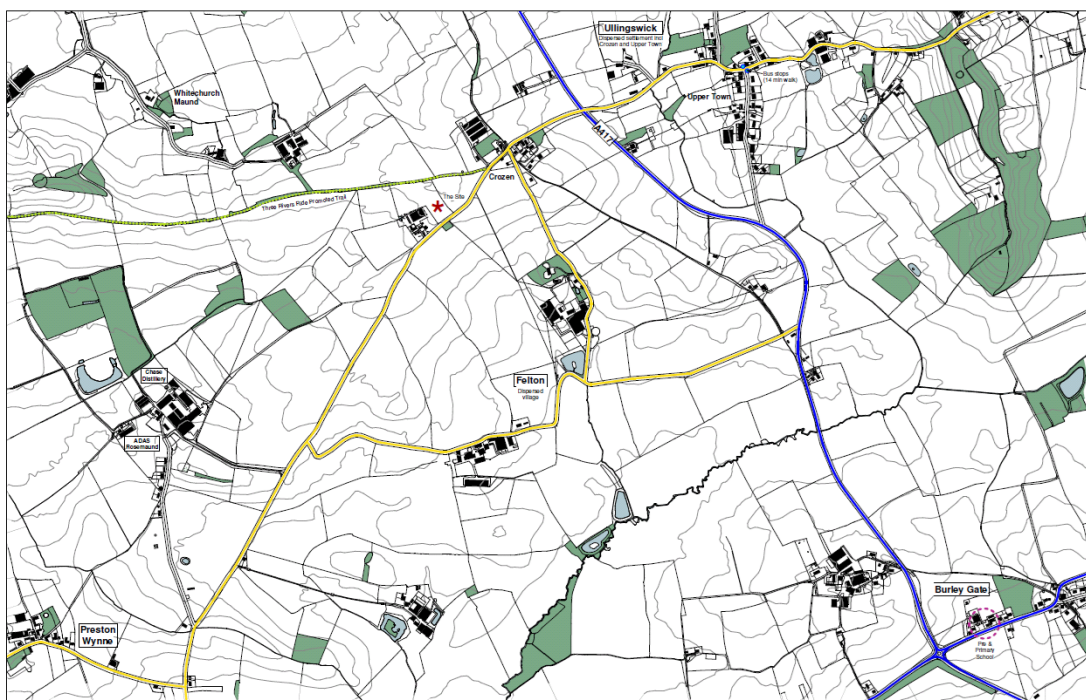 Ullingswick
Dispersed settlement incl
Crozen and Upper Town
Bus stops
(14 min walk)
Whitechurch
Maund
Upper Town
A417
Crozen
The Site
Three Rivers Ride Promoted Trail
Chase
Distillery
Felton
Dispersed
village
ADAS
Rosemaund
Burley Gate
Pre &
Primary
School
Preston
Wynne